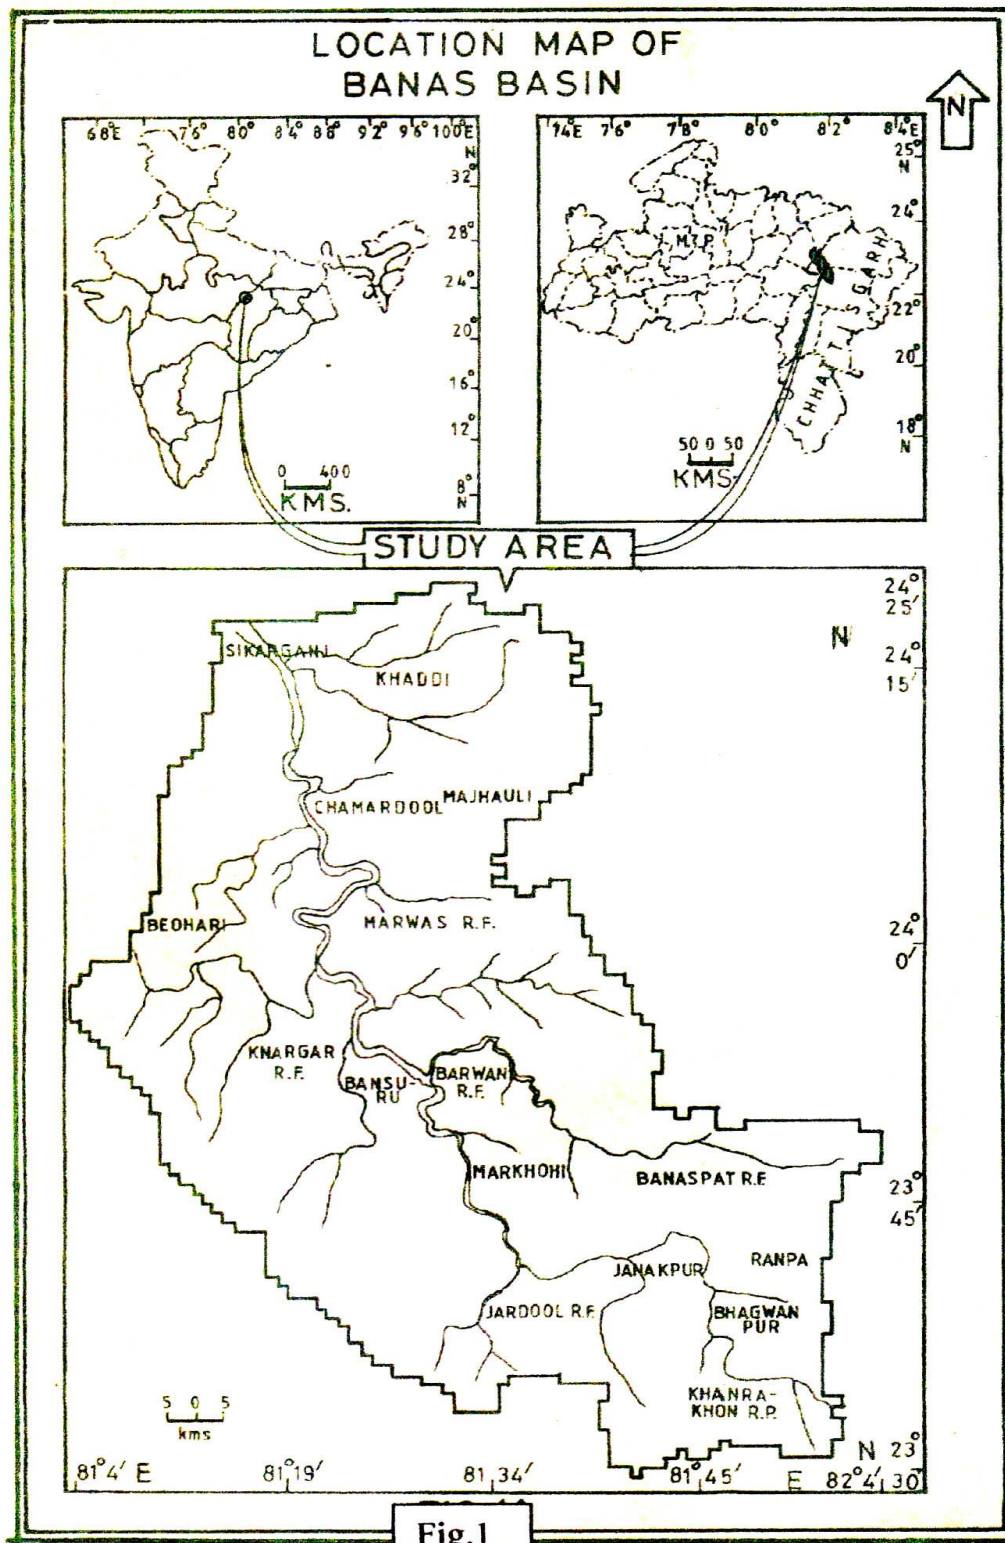 LOCATION MAP OF
BANAS BASIN
N
68°E 76° 80° 84° 88° 92° 96° 100°E
N
32°
28°
24°
20°
16°
12°
8°
N
0 400
KMS.
74°E 76° 78° 80° 82° 84°E
25°
N
24°
22°
20°
18°
N
M.P.
CHHATTISGARH
50 0 50
KMS.
STUDY AREA
24°
25'
N
24°
15'
SIKARGANJ
KHADDI
CHAMARDOOL
MAJHAULI
BEOHARI
MARWAS R.F.
24°
0'
KNARGAR
R.F.
BANSU-
RU
BARWAN
R.F.
MARKHOHI
BANASPAT R.F.
23°
45'
JANAKPUR
RANPA
JARDOOL R.F.
BHAGWAN
PUR
KHANRA-
KHON R.P.
5 0 5
kms
N 23°
30'
81°4' E 81°19' 81°34' 81°45' E 82°4'
Fig.1